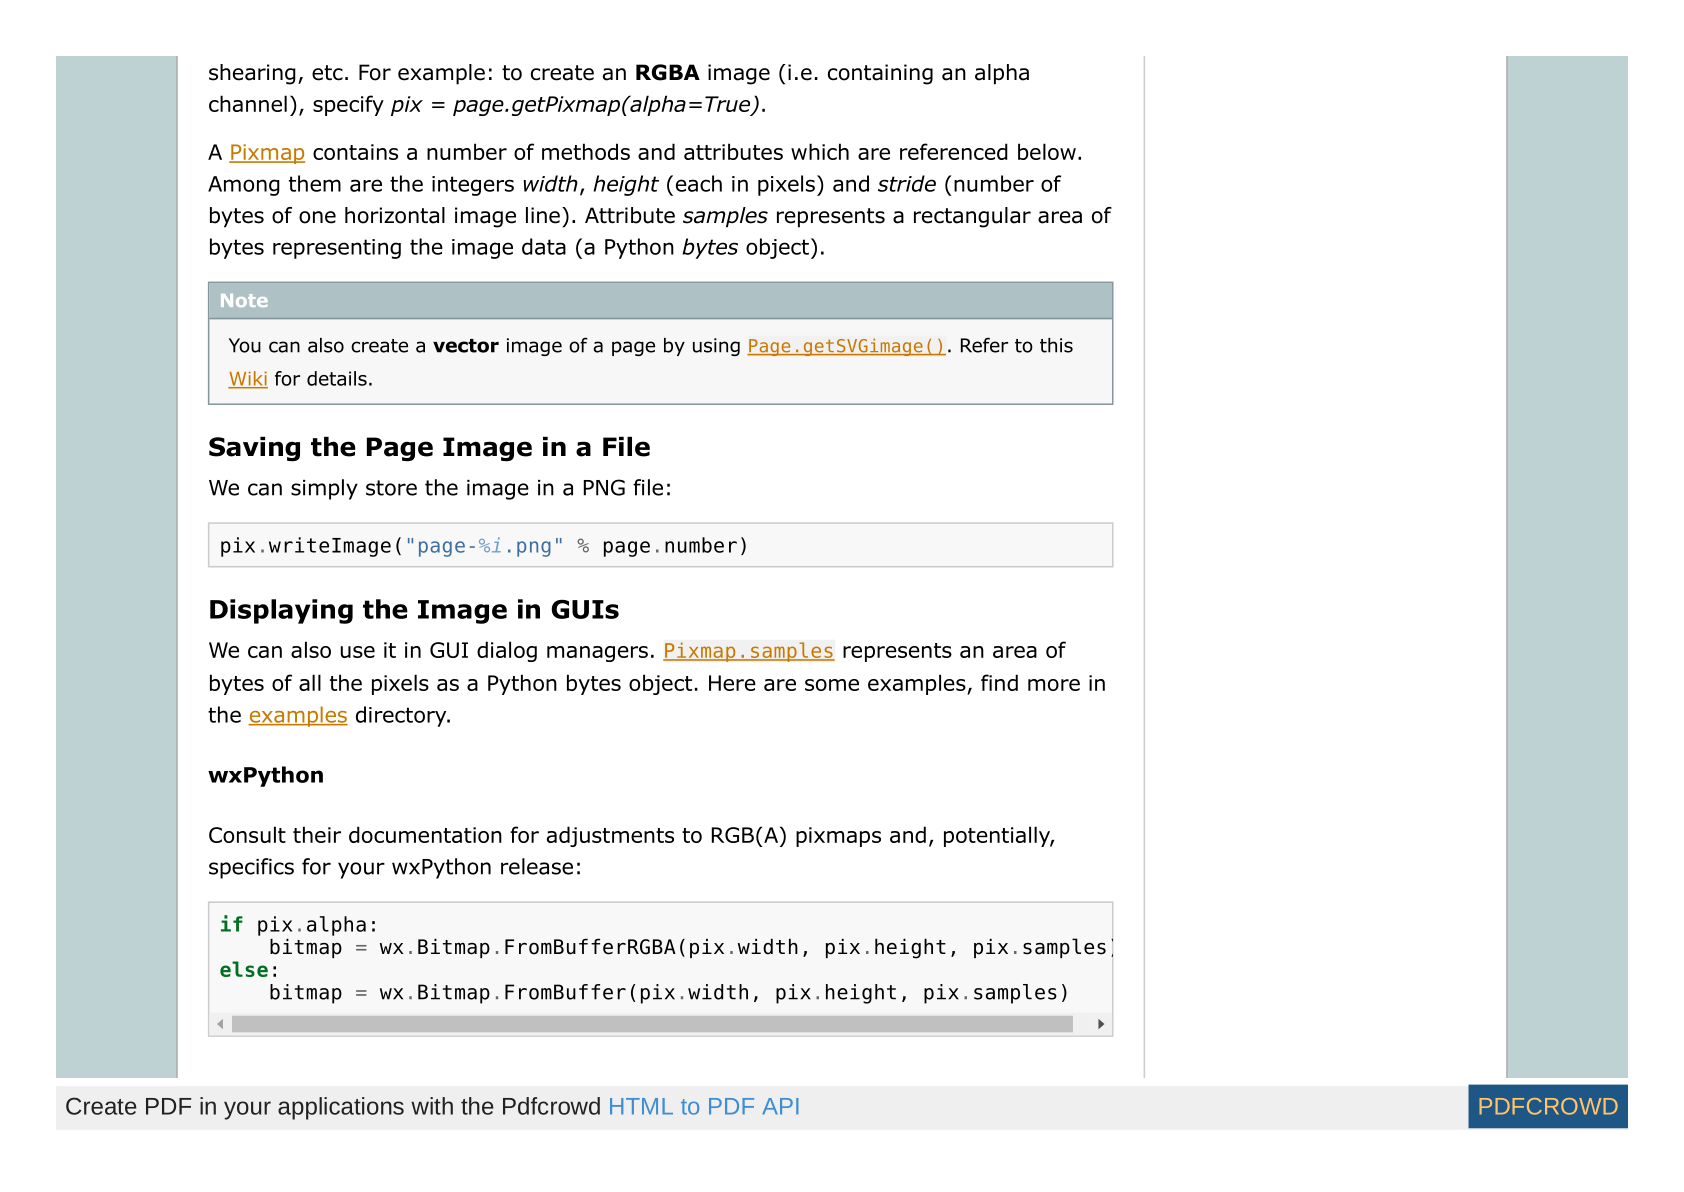 shearing, etc. For example: to create an RGBA image (i.e. containing an alpha
channel), specify pix = page.getPixmap(alpha=True).
A Pixmap contains a number of methods and attributes which are referenced below.
Among them are the integers width, height (each in pixels) and stride (number of
bytes of one horizontal image line). Attribute samples represents a rectangular area of
bytes representing the image data (a Python bytes object).
Note
You can also create a vector image of a page by using Page.getSVGimage(). Refer to this
Wiki for details.
Saving the Page Image in a File
We can simply store the image in a PNG file:
pix.writeImage("page-%i.png" % page.number)
Displaying the Image in GUIs
We can also use it in GUI dialog managers. Pixmap.samples represents an area of
bytes of all the pixels as a Python bytes object. Here are some examples, find more in
the examples directory.
wxPython
Consult their documentation for adjustments to RGB(A) pixmaps and, potentially,
specifics for your wxPython release:
if pix.alpha:
    bitmap = wx.Bitmap.FromBufferRGBA(pix.width, pix.height, pix.samples)
else:
    bitmap = wx.Bitmap.FromBuffer(pix.width, pix.height, pix.samples)
Create PDF in your applications with the Pdfcrowd HTML to PDF API
PDFCROWD